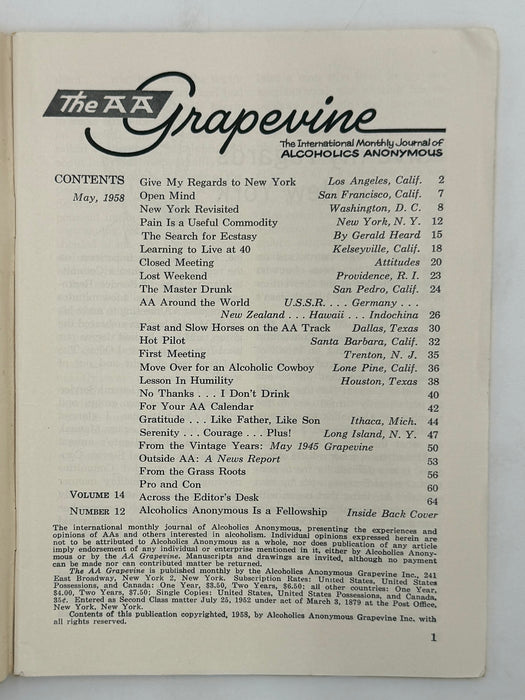 The AA Grapevine
The International Monthly Journal of
ALCOHOLICS ANONYMOUS
CONTENTS
May, 1958
Give My Regards to New York Los Angeles, Calif. 2
Open Mind San Francisco, Calif. 7
New York Revisited Washington, D. C. 8
Pain Is a Useful Commodity New York, N. Y. 12
The Search for Ecstasy By Gerald Heard 15
Learning to Live at 40 Kelseyville, Calif. 18
Closed Meeting Attitudes 20
Lost Weekend Providence, R. I. 23
The Master Drunk San Pedro, Calif. 24
AA Around the World U.S.S.R. . . . Germany . . .
New Zealand . . . Hawaii . . . Indochina 26
Fast and Slow Horses on the AA Track Dallas, Texas 30
Hot Pilot Santa Barbara, Calif. 32
First Meeting Trenton, N. J. 35
Move Over for an Alcoholic Cowboy Lone Pine, Calif. 36
Lesson In Humility Houston, Texas 38
No Thanks . . . I Don't Drink 40
For Your AA Calendar 42
Gratitude . . . Like Father, Like Son Ithaca, Mich. 44
Serenity . . . Courage . . . Plus! Long Island, N. Y. 47
From the Vintage Years: May 1945 Grapevine 50
Outside AA: A News Report 53
From the Grass Roots 56
Pro and Con 60
VOLUME 14 Across the Editor's Desk 64
NUMBER 12 Alcoholics Anonymous Is a Fellowship Inside Back Cover
The international monthly journal of Alcoholics Anonymous, presenting the experiences and
opinions of AAs and others interested in alcoholism. Individual opinions expressed herein are
not to be attributed to Alcoholics Anonymous as a whole, nor does publication of any article
imply endorsement of any individual or enterprise mentioned in it, either by Alcoholics Anony-
mous or by the AA Grapevine. Manuscripts and drawings are invited, although no payment
can be made nor can contributed matter be returned.
The AA Grapevine is published monthly by the Alcoholics Anonymous Grapevine Inc., 241
East Broadway, New York 2, New York. Subscription Rates: United States, United States
Possessions, and Canada: One Year, $3.50, Two Years, $6.50; all other countries: One Year,
$4.00, Two Years, $7.50; Single Copies: United States, United States Possessions, and Canada,
35¢. Entered as Second Class matter July 25, 1952 under act of March 3, 1879 at the Post Office,
New York, New York.
Contents of this publication copyrighted, 1958, by Alcoholics Anonymous Grapevine Inc. with
all rights reserved.
1